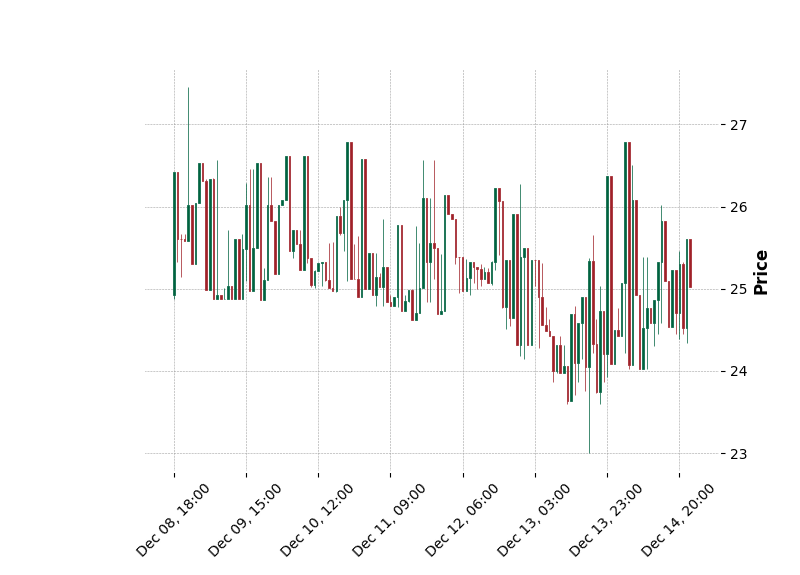 27
26
25
24
23
Price
Dec 08, 18:00
Dec 09, 15:00
Dec 10, 12:00
Dec 11, 09:00
Dec 12, 06:00
Dec 13, 03:00
Dec 13, 23:00
Dec 14, 20:00